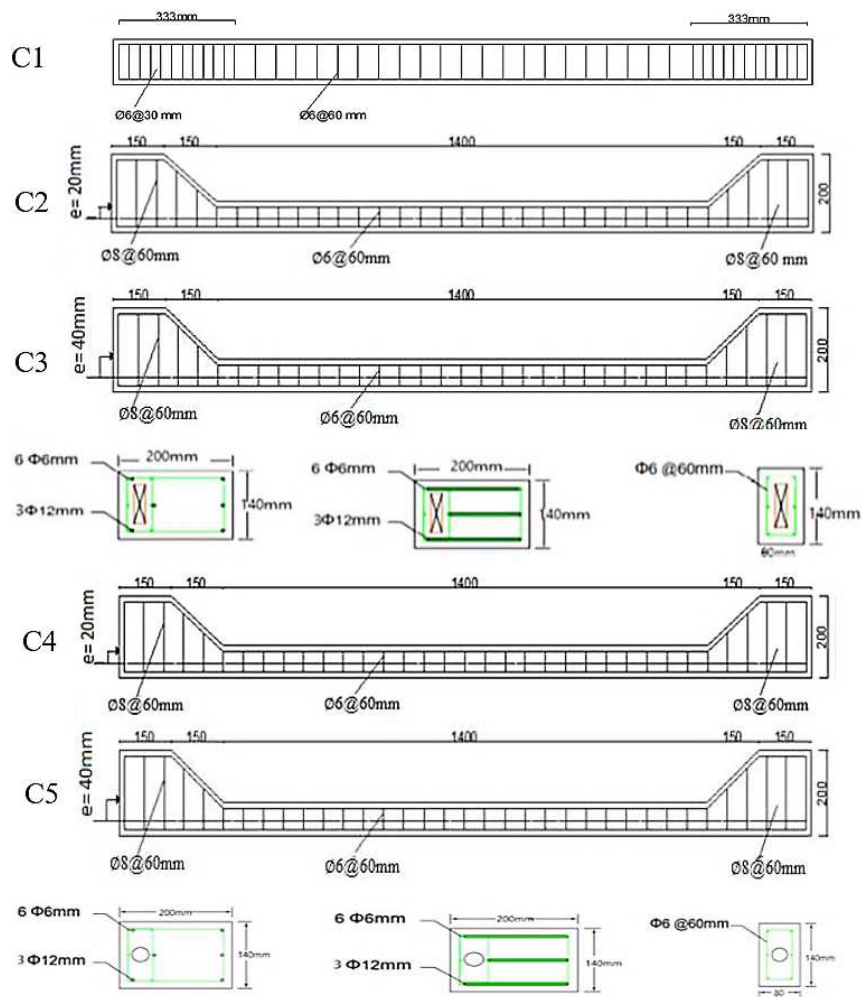 333mm 333mm
C1
Ø6@30 mm Ø6@60 mm
150 150 1400 150 150
C2
e= 20mm
200
Ø8@60mm Ø6@60mm Ø8@60 mm
150 150 1400 150 150
C3
e= 40mm
200
Ø8@60mm Ø6@60mm Ø8@60mm
200mm 200mm
6 Φ6mm 6 Φ6mm Φ6 @60mm
140mm 140mm 140mm
3Φ12mm 3Φ12mm
150 150 1400 150 150
C4
e= 20mm
200
Ø8@60mm Ø6@60mm Ø8@60mm
150 150 1400 150 150
C5
e= 40mm
200
Ø8@60mm Ø6@60mm Ø8@60mm
200mm 200mm
6 Φ6mm 6 Φ6mm Φ6 @60mm
140mm 140mm 140mm
3 Φ12mm 3 Φ12mm
80